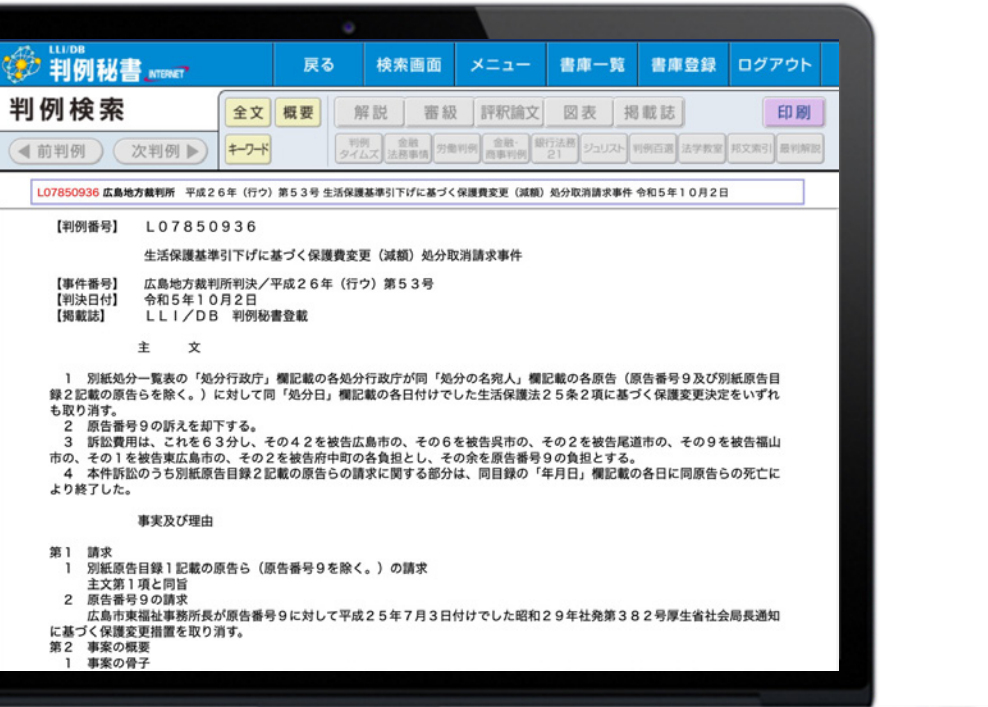 LLI/DB
判例秘書 INTERNET
戻る 検索画面 メニュー 書庫一覧 書庫登録 ログアウト
判例検索
全文 概要 解説 審級 評釈論文 図表 掲載誌 印刷
前判例 次判例
キーワード 判例タイムズ 金融法務事情 労働判例 金融・商事判例 銀行法務21 ジュリスト 判例百選 法学教室 邦文索引 最判解説
L07850936 広島地方裁判所 平成26年(行ウ)第53号 生活保護基準引下げに基づく保護費変更(減額)処分取消請求事件 令和5年10月2日
【判例番号】 L07850936
生活保護基準引下げに基づく保護費変更(減額)処分取消請求事件
【事件番号】 広島地方裁判所判決/平成26年(行ウ)第53号
【判決日付】 令和5年10月2日
【掲載誌】 LLI/DB 判例秘書登載
主 文
1 別紙処分一覧表の「処分行政庁」欄記載の各処分行政庁が同「処分の名宛人」欄記載の各原告(原告番号9及び別紙原告目
録2記載の原告らを除く。)に対して同「処分日」欄記載の各日付けでした生活保護法25条2項に基づく保護変更決定をいずれ
も取り消す。
2 原告番号9の訴えを却下する。
3 訴訟費用は、これを63分し、その42を被告広島市の、その6を被告呉市の、その2を被告尾道市の、その9を被告福山
市の、その1を被告東広島市の、その2を被告府中町の各負担とし、その余を原告番号9の負担とする。
4 本件訴訟のうち別紙原告目録2記載の原告らの請求に関する部分は、同目録の「年月日」欄記載の各日に同原告らの死亡に
より終了した。
事実及び理由
第1 請求
1 別紙原告目録1記載の原告ら(原告番号9を除く。)の請求
主文第1項と同旨
2 原告番号9の請求
広島市東福祉事務所長が原告番号9に対して平成25年7月3日付けでした昭和29年社発第382号厚生省社会局長通知
に基づく保護変更措置を取り消す。
第2 事案の概要
1 事案の骨子